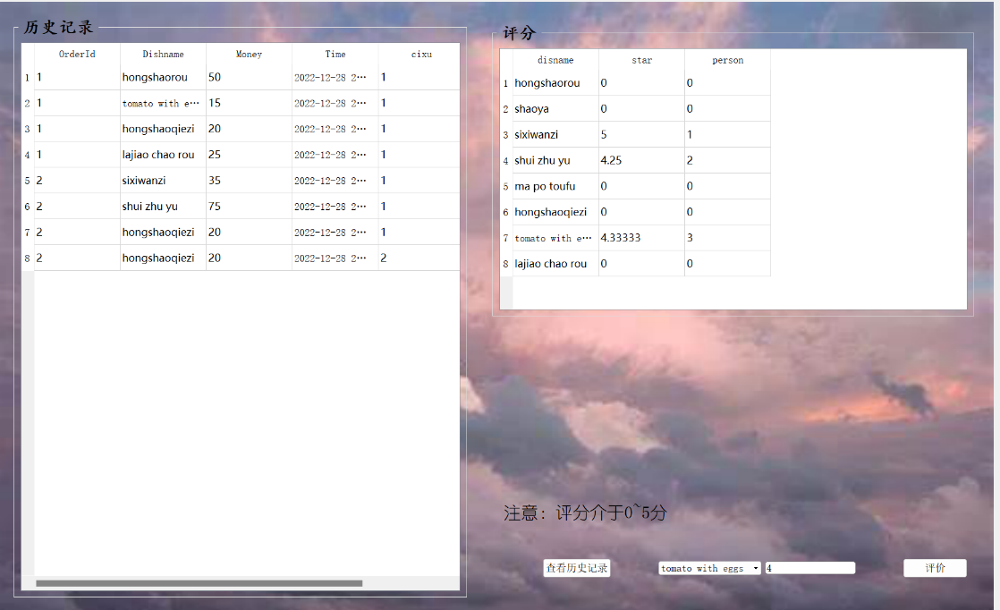 历史记录
OrderId Dishname Money Time cixu
1 1 hongshaorou 50 2022-12-28 2… 1
2 1 tomato with e… 15 2022-12-28 2… 1
3 1 hongshaoqiezi 20 2022-12-28 2… 1
4 1 lajiao chao rou 25 2022-12-28 2… 1
5 2 sixiwanzi 35 2022-12-28 2… 1
6 2 shui zhu yu 75 2022-12-28 2… 1
7 2 hongshaoqiezi 20 2022-12-28 2… 1
8 2 hongshaoqiezi 20 2022-12-28 2… 2
评分
disname star person
1 hongshaorou 0 0
2 shaoya 0 0
3 sixiwanzi 5 1
4 shui zhu yu 4.25 2
5 ma po toufu 0 0
6 hongshaoqiezi 0 0
7 tomato with e… 4.33333 3
8 lajiao chao rou 0 0
注意：评分介于0~5分
查看历史记录 tomato with eggs 4 评价